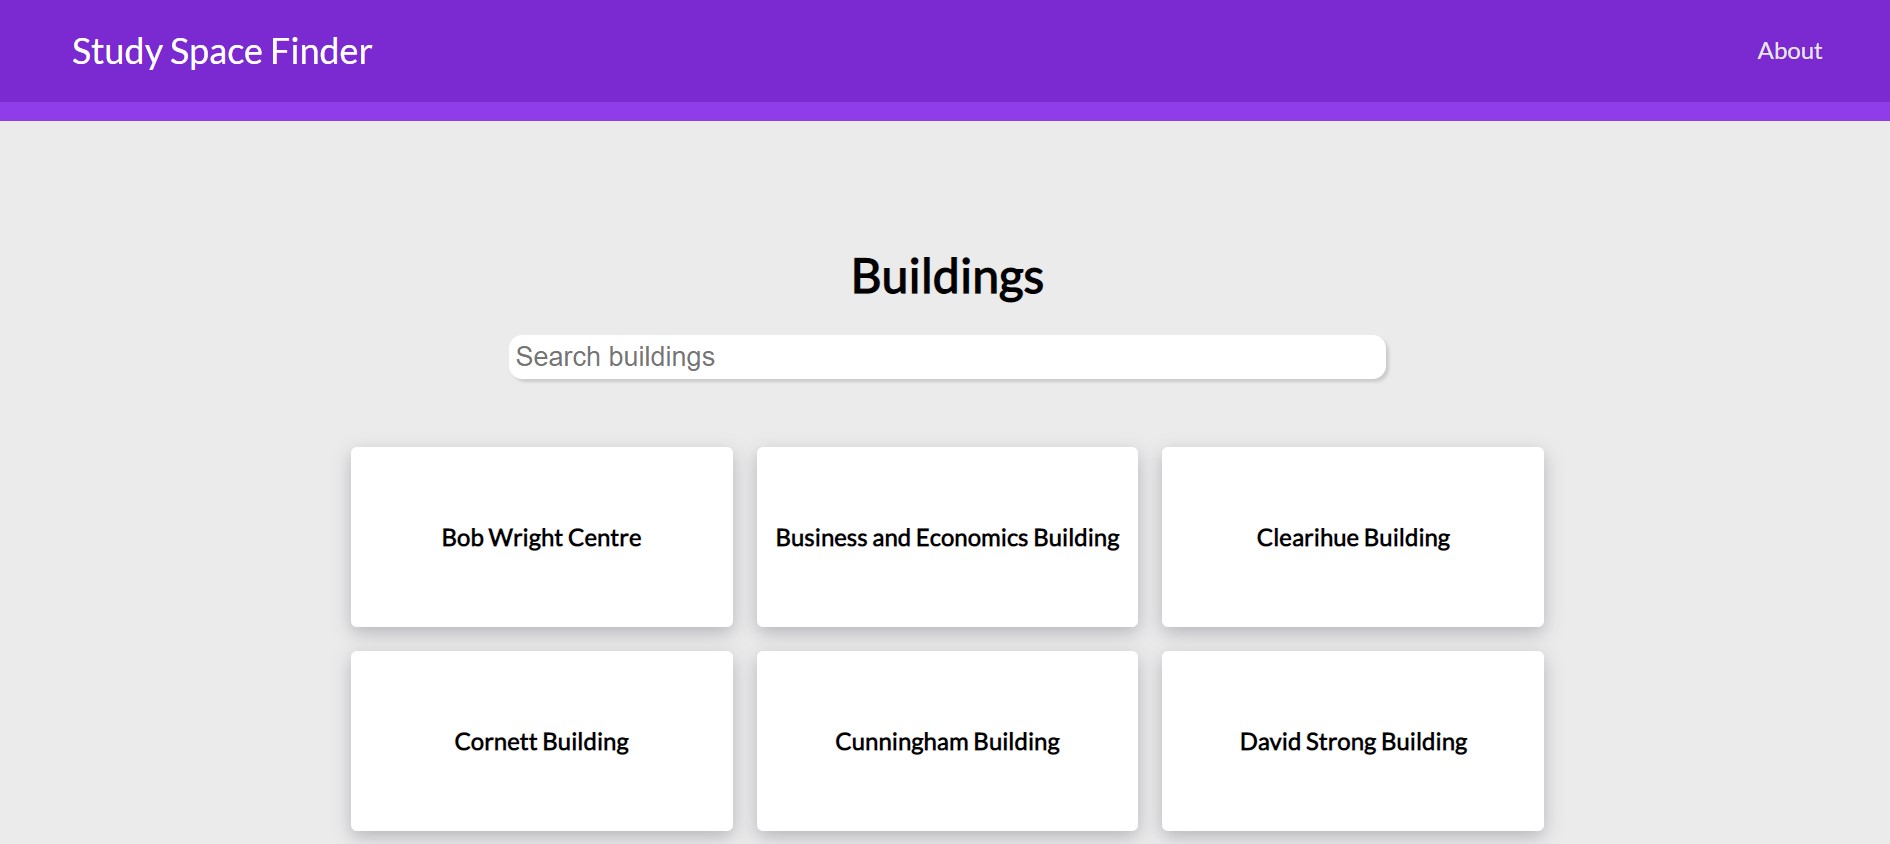 Study Space Finder
About
Buildings
Search buildings
Bob Wright Centre
Business and Economics Building
Clearihue Building
Cornett Building
Cunningham Building
David Strong Building